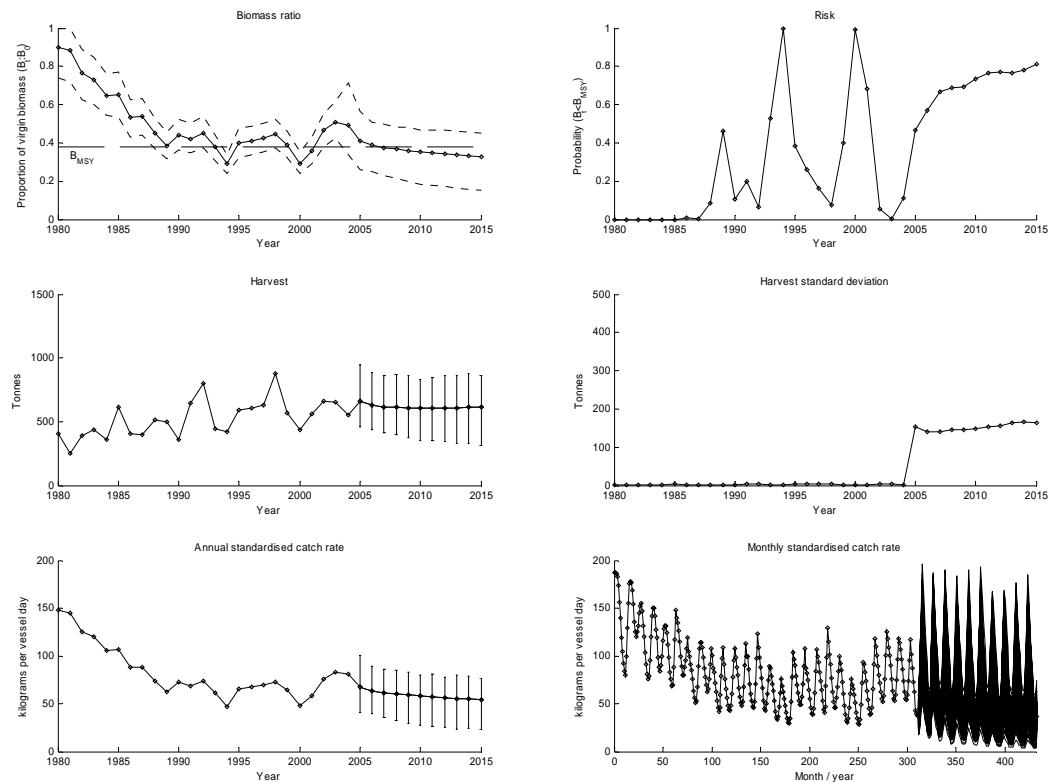 Biomass ratio
Proportion of virgin biomass (Bt:B0)
1
0.8
0.6
0.4
0.2
0
BMSY
1980 1985 1990 1995 2000 2005 2010 2015
Year
Risk
Probability (Bt<BMSY)
1
0.8
0.6
0.4
0.2
0
1980 1985 1990 1995 2000 2005 2010 2015
Year
Harvest
Tonnes
1500
1000
500
0
1980 1985 1990 1995 2000 2005 2010 2015
Year
Harvest standard deviation
Tonnes
500
400
300
200
100
0
1980 1985 1990 1995 2000 2005 2010 2015
Year
Annual standardised catch rate
kilograms per vessel day
200
150
100
50
0
1980 1985 1990 1995 2000 2005 2010 2015
Year
Monthly standardised catch rate
kilograms per vessel day
200
150
100
50
0
0 50 100 150 200 250 300 350 400
Month / year